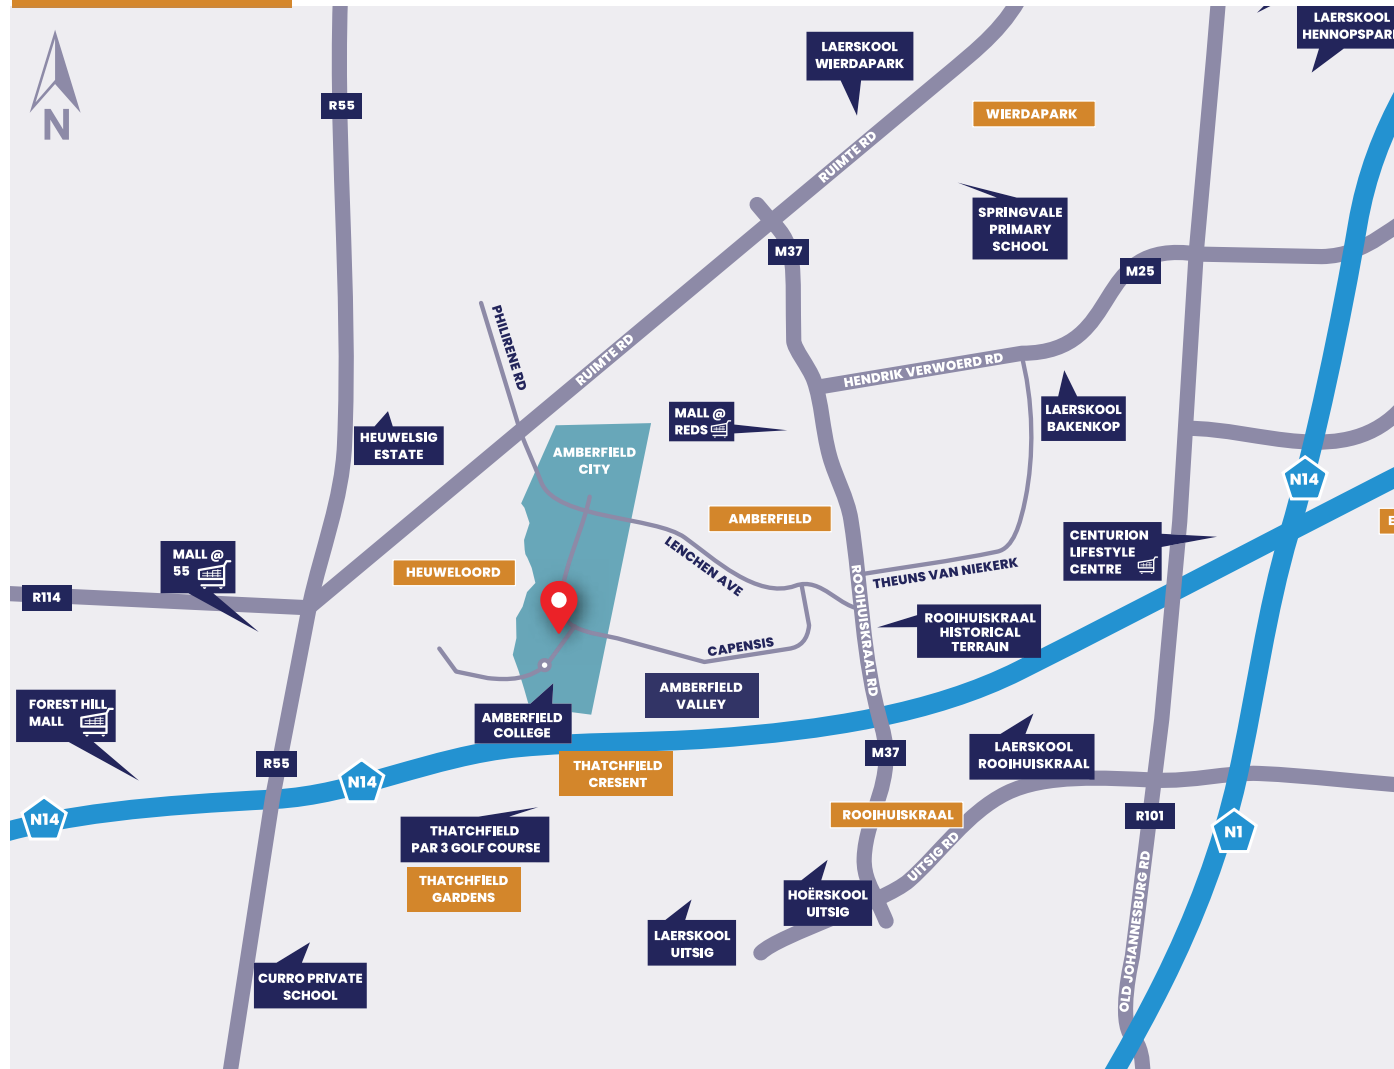 LAERSKOOL
HENNOPSPARK
LAERSKOOL
WIERDAPARK
R55
WIERDAPARK
N
RUIMTE RD
SPRINGVALE
PRIMARY
SCHOOL
M37
M25
PHILIRENE RD
RUIMTE RD
HENDRIK VERWOERD RD
MALL @
REDS
LAERSKOOL
BAKENKOP
HEUWELSIG
ESTATE
AMBERFIELD
CITY
N14
AMBERFIELD
CENTURION
LIFESTYLE
CENTRE
MALL @
55
HEUWELOORD
LENCHEN AVE
THEUNS VAN NIEKERK
R114
ROOIHUISKRAAL RD
ROOIHUISKRAAL
HISTORICAL
TERRAIN
CAPENSIS
AMBERFIELD
VALLEY
FOREST HILL
MALL
AMBERFIELD
COLLEGE
R55
N14
THATCHFIELD
CRESENT
M37
LAERSKOOL
ROOIHUISKRAAL
N14
THATCHFIELD
PAR 3 GOLF COURSE
ROOIHUISKRAAL
R101
N1
UITSIG RD
THATCHFIELD
GARDENS
HOËRSKOOL
UITSIG
OLD JOHANNESBURG RD
LAERSKOOL
UITSIG
CURRO PRIVATE
SCHOOL